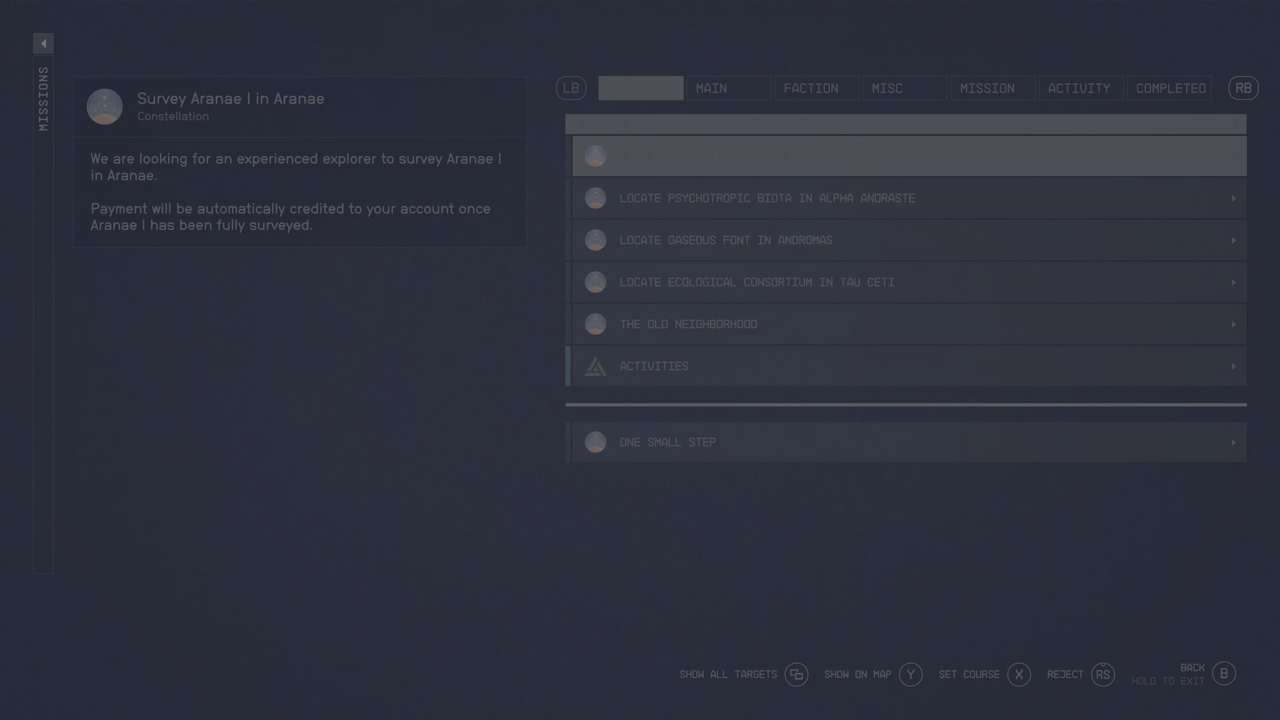 MISSIONS
Survey Aranae I in Aranae
Constellation
We are looking for an experienced explorer to survey Aranae I
in Aranae.
Payment will be automatically credited to your account once
Aranae I has been fully surveyed.
LB
MAIN
FACTION
MISC
MISSION
ACTIVITY
COMPLETED
RB
LOCATE PSYCHOTROPIC BIOTA IN ALPHA ANDRASTE
LOCATE GASEOUS FONT IN ANDROMAS
LOCATE ECOLOGICAL CONSORTIUM IN TAU CETI
THE OLD NEIGHBORHOOD
ACTIVITIES
ONE SMALL STEP
SHOW ALL TARGETS
SHOW ON MAP Y
SET COURSE X
REJECT RS
BACK B
HOLD TO EXIT